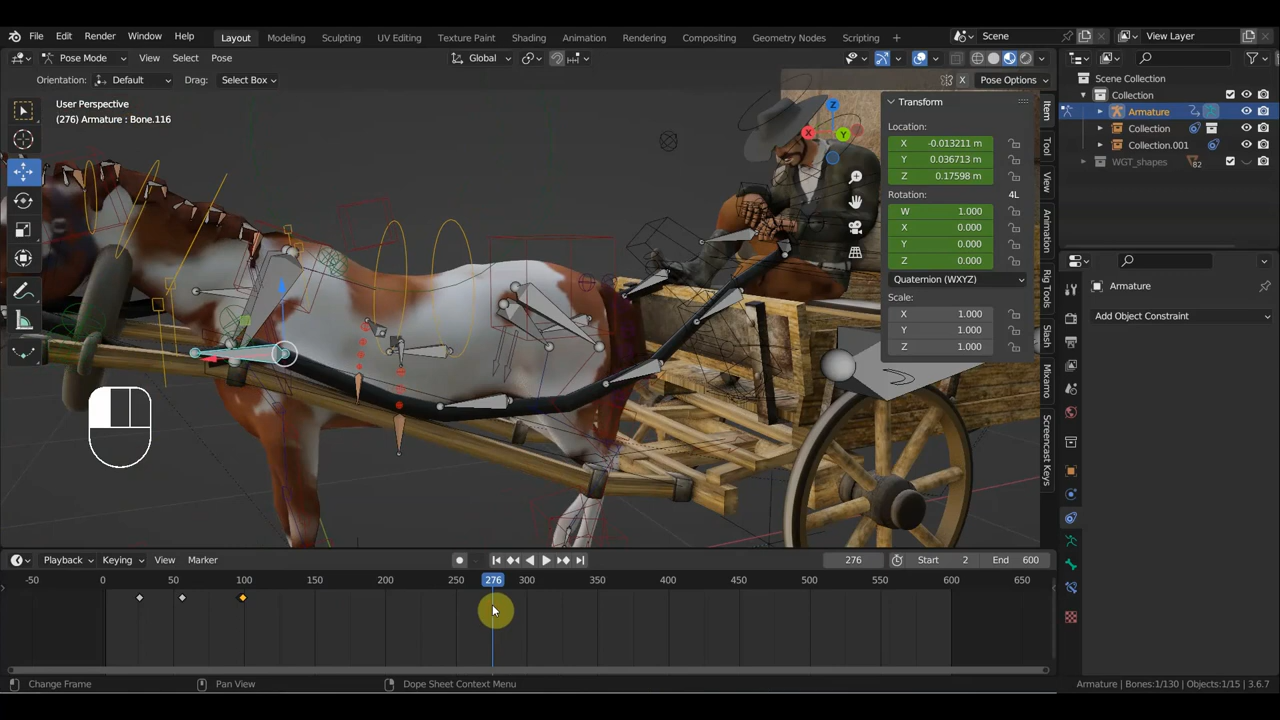 File Edit Render Window Help Layout Modeling Sculpting UV Editing Texture Paint Shading Animation Rendering Compositing Geometry Nodes Scripting + Scene View Layer
Pose Mode View Select Pose Global
Orientation: Default Drag: Select Box X Pose Options
User Perspective
(276) Armature : Bone.116
Z
X
Y
Transform
Location:
X -0.013211 m
Y 0.036713 m
Z 0.17598 m
Rotation: 4L
W 1.000
X 0.000
Y 0.000
Z 0.000
Quaternion (WXYZ)
Scale:
X 1.000
Y 1.000
Z 1.000
Item
Tool
View
Animation
Rig Tools
Slash
Mixamo
Screencast Keys
Scene Collection
Collection
Armature
Collection
Collection.001
WGT_shapes 82
Armature
Add Object Constraint
Playback Keying View Marker 276 Start 2 End 600
-50 0 50 100 150 200 250 276 300 350 400 450 500 550 600 650
Change Frame Pan View Dope Sheet Context Menu Armature | Bones:1/130 | Objects:1/15 | 3.6.7